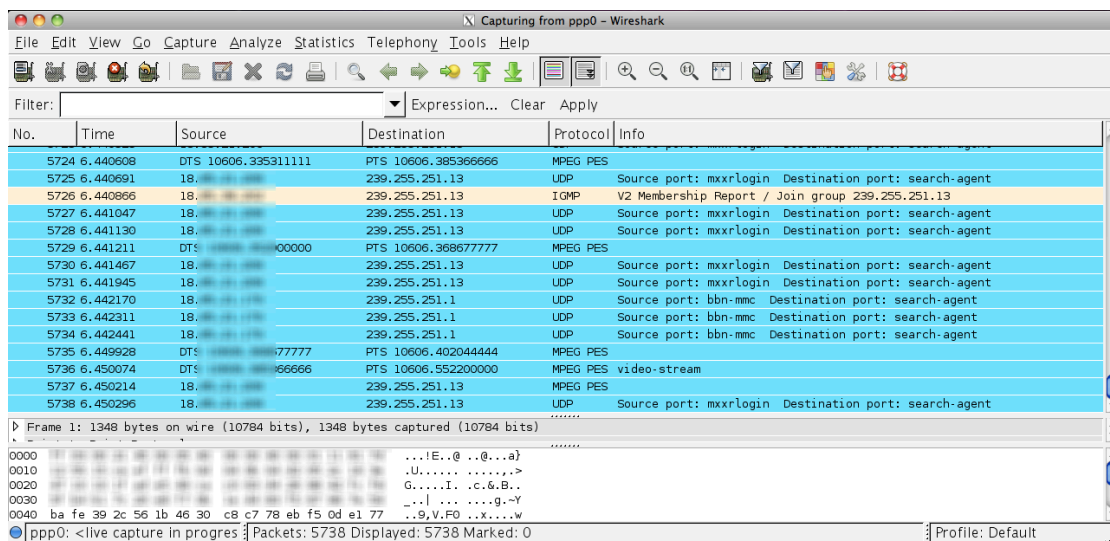 Capturing from ppp0 – Wireshark
File Edit View Go Capture Analyze Statistics Telephony Tools Help
Filter: Expression... Clear Apply
No. Time Source Destination Protocol Info
5724 6.440608 DTS 10606.335311111 PTS 10606.385366666 MPEG PES
5725 6.440691 18. 239.255.251.13 UDP Source port: mxxrlogin Destination port: search-agent
5726 6.440866 18. 239.255.251.13 IGMP V2 Membership Report / Join group 239.255.251.13
5727 6.441047 18. 239.255.251.13 UDP Source port: mxxrlogin Destination port: search-agent
5728 6.441130 18. 239.255.251.13 UDP Source port: mxxrlogin Destination port: search-agent
5729 6.441211 DTS 00000 PTS 10606.368677777 MPEG PES
5730 6.441467 18. 239.255.251.13 UDP Source port: mxxrlogin Destination port: search-agent
5731 6.441945 18. 239.255.251.13 UDP Source port: mxxrlogin Destination port: search-agent
5732 6.442170 18. 239.255.251.1 UDP Source port: bbn-mmc Destination port: search-agent
5733 6.442311 18. 239.255.251.1 UDP Source port: bbn-mmc Destination port: search-agent
5734 6.442441 18. 239.255.251.1 UDP Source port: bbn-mmc Destination port: search-agent
5735 6.449928 DTS 77777 PTS 10606.402044444 MPEG PES
5736 6.450074 DTS 66666 PTS 10606.552200000 MPEG PES video-stream
5737 6.450214 18. 239.255.251.13 MPEG PES
5738 6.450296 18. 239.255.251.13 UDP Source port: mxxrlogin Destination port: search-agent
Frame 1: 1348 bytes on wire (10784 bits), 1348 bytes captured (10784 bits)
0000 ...!E..@ ..@...a}
0010 .U...... .....,.>
0020 G.....I. .c.&.B..
0030 _..| ... ....g.~Y
0040 ba fe 39 2c 56 1b 46 30 c8 c7 78 eb f5 0d e1 77 ..9,V.F0 ..x....w
ppp0: <live capture in progres Packets: 5738 Displayed: 5738 Marked: 0 Profile: Default